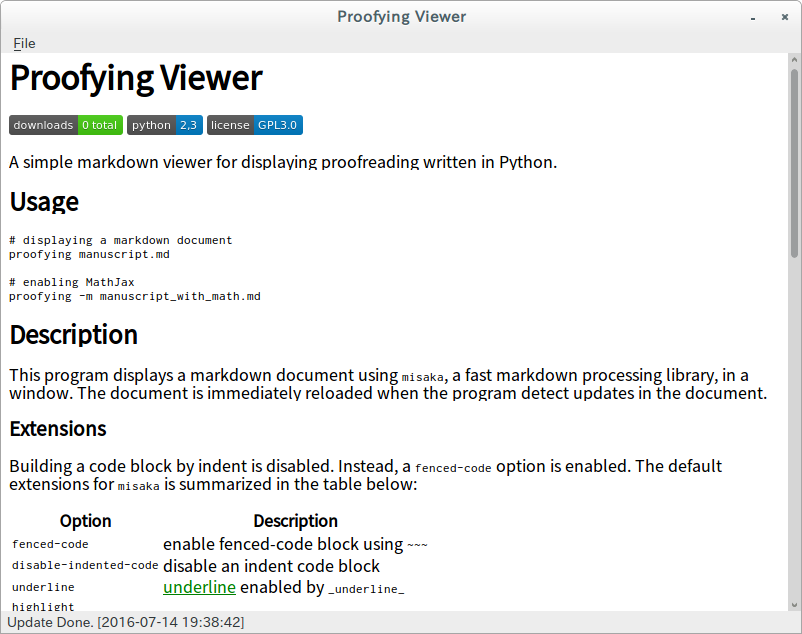 Proofying Viewer
File
Proofying Viewer
downloads 0 total python 2,3 license GPL3.0
A simple markdown viewer for displaying proofreading written in Python.
Usage
# displaying a markdown document
proofying manuscript.md
# enabling MathJax
proofying -m manuscript_with_math.md
Description
This program displays a markdown document using misaka, a fast markdown processing library, in a
window. The document is immediately reloaded when the program detect updates in the document.
Extensions
Building a code block by indent is disabled. Instead, a fenced-code option is enabled. The default
extensions for misaka is summarized in the table below:
Option Description
fenced-code enable fenced-code block using ~~~
disable-indented-code disable an indent code block
underline underline enabled by _underline_
highlight
Update Done. [2016-07-14 19:38:42]